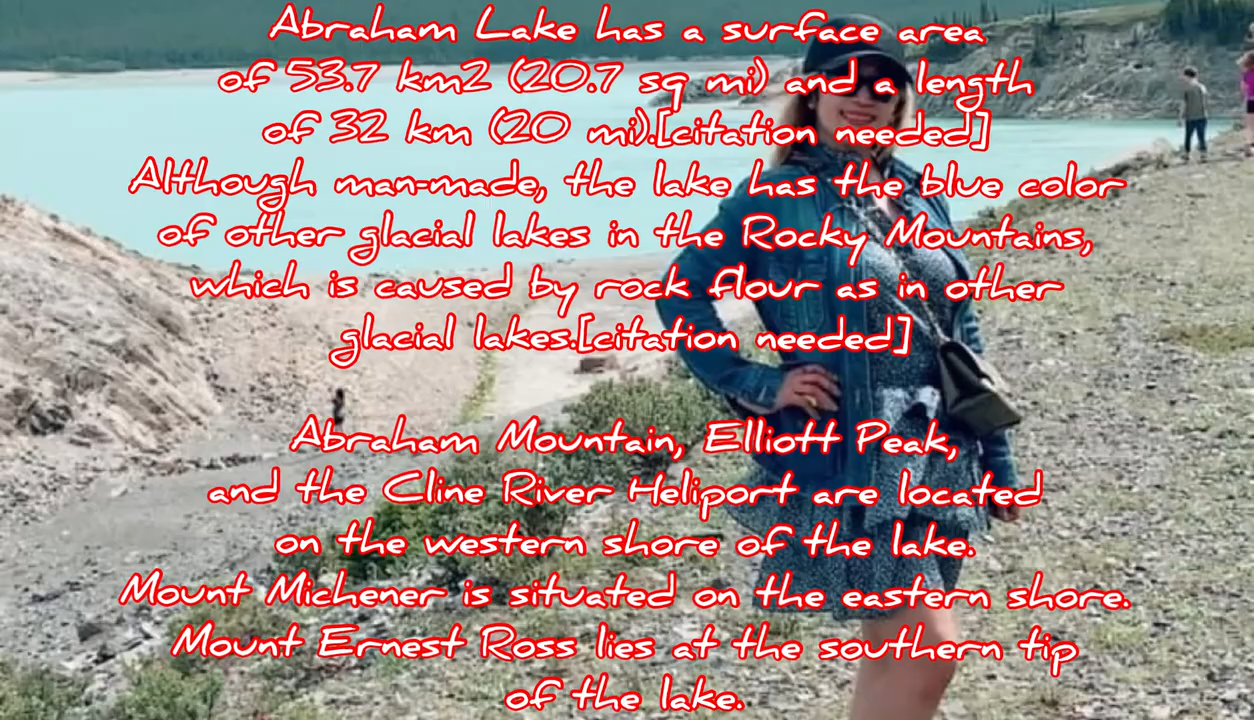 Abraham Lake has a surface area
of 53.7 km2 (20.7 sq mi) and a length
of 32 km (20 mi).[citation needed]
Although man-made, the lake has the blue color
of other glacial lakes in the Rocky Mountains,
which is caused by rock flour as in other
glacial lakes.[citation needed]
Abraham Mountain, Elliott Peak,
and the Cline River Heliport are located
on the western shore of the lake.
Mount Michener is situated on the eastern shore.
Mount Ernest Ross lies at the southern tip
of the lake.